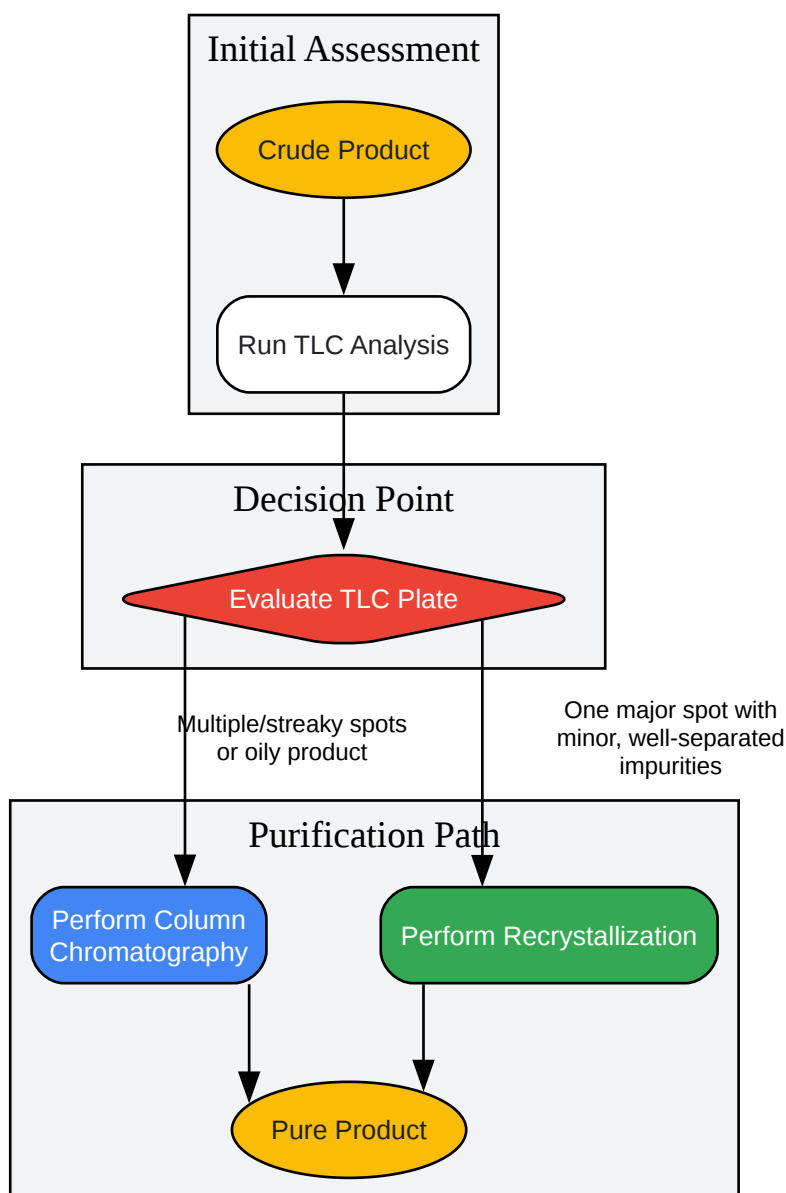 Initial Assessment
Crude Product
Run TLC Analysis
Decision Point
Evaluate TLC Plate
Multiple/streaky spots
or oily product
One major spot with
minor, well-separated
impurities
Purification Path
Perform Column
Chromatography
Perform Recrystallization
Pure Product